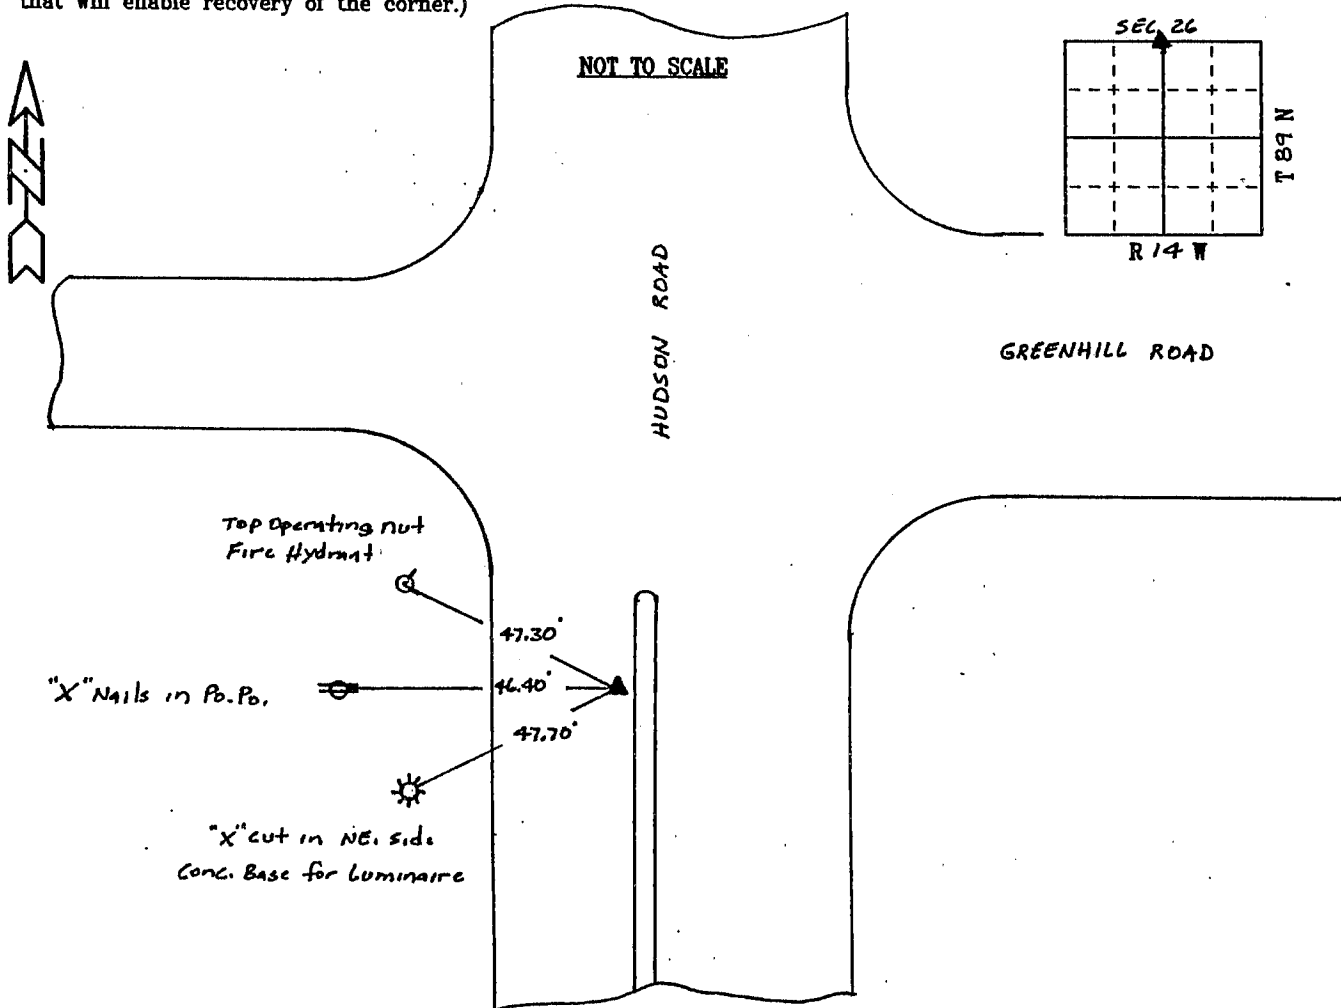 that will enable recovery of the corner.)
NOT TO SCALE
SEC. 26
T 89 N
R 14 W
HUDSON ROAD
GREENHILL ROAD
Top Operating nut
Fire Hydrant
47.30'
"X" Nails in Po. Po.
46.40'
47.70'
"X" cut in NE. side
Conc. Base for Luminaire